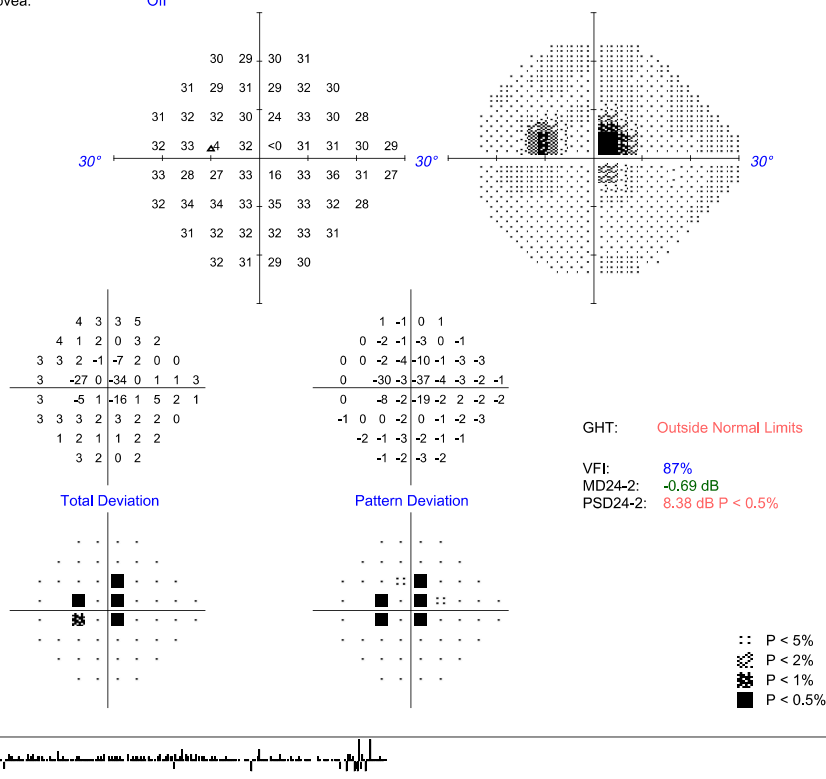 ovea: Off
30 29 30 31
31 29 31 29 32 30
31 32 32 30 24 33 30 28
32 33 4 32 <0 31 31 30 29
30° 30° 30°
33 28 27 33 16 33 36 31 27
32 34 34 33 35 33 32 28
31 32 32 32 33 31
32 31 29 30
4 3 3 5
4 1 2 0 3 2
3 3 2 -1 -7 2 0 0
3 -27 0 -34 0 1 1 3
3 -5 1 -16 1 5 2 1
3 3 3 2 3 2 2 0
1 2 1 1 2 2
3 2 0 2
Total Deviation
1 -1 0 1
0 -2 -1 -3 0 -1
0 0 -2 -4 -10 -1 -3 -3
0 -30 -3 -37 -4 -3 -2 -1
0 -8 -2 -19 -2 2 -2 -2
-1 0 0 -2 0 -1 -2 -3
-2 -1 -3 -2 -1 -1
-1 -2 -3 -2
Pattern Deviation
GHT: Outside Normal Limits
VFI: 87%
MD24-2: -0.69 dB
PSD24-2: 8.38 dB P < 0.5%
P < 5%
P < 2%
P < 1%
P < 0.5%